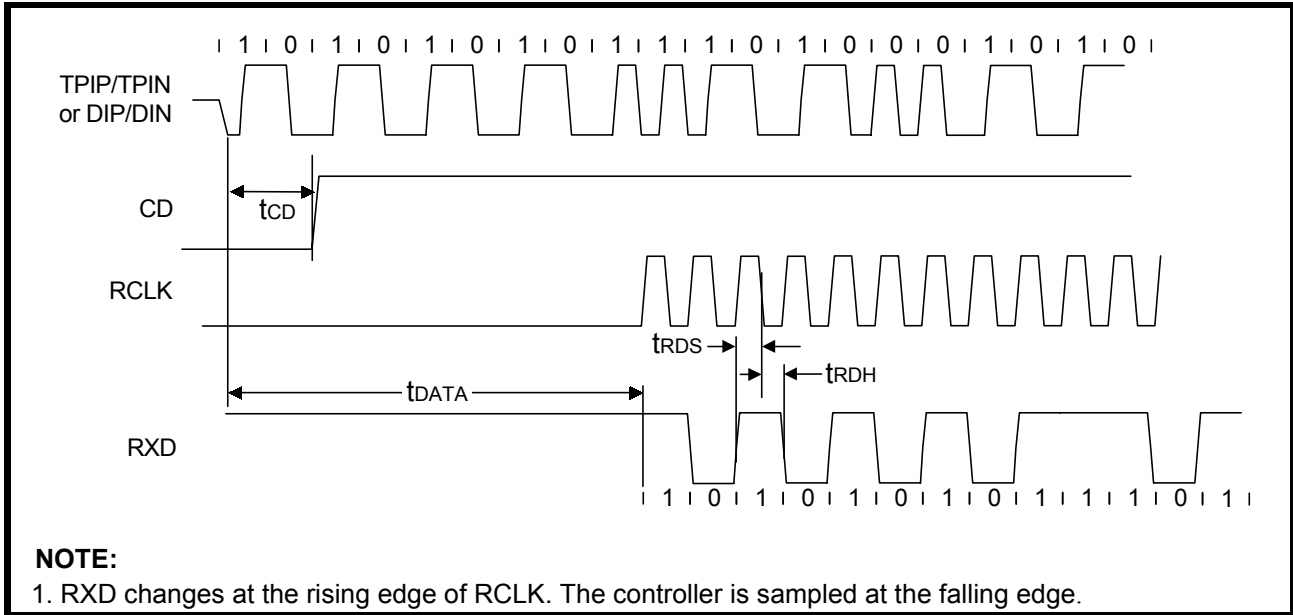 1 0 1 0 1 0 1 0 1 1 1 0 1 0 0 0 1 0 1 0
TPIP/TPIN
or DIP/DIN
CD
tCD
RCLK
tRDS
tRDH
tDATA
RXD
1 0 1 0 1 0 1 0 1 1 1 0 1
NOTE:
1. RXD changes at the rising edge of RCLK. The controller is sampled at the falling edge.